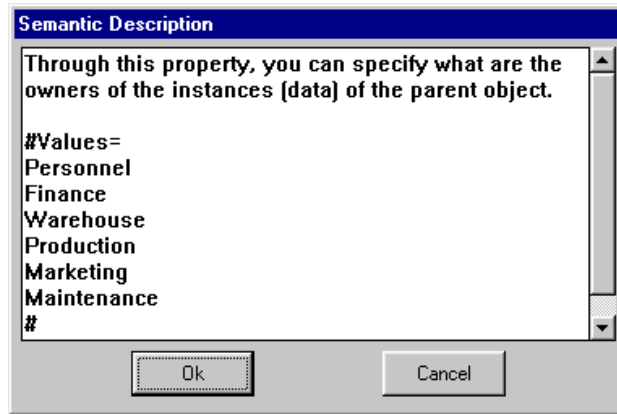 Semantic Description
Through this property, you can specify what are the
owners of the instances (data) of the parent object.
#Values=
Personnel
Finance
Warehouse
Production
Marketing
Maintenance
#
Ok
Cancel